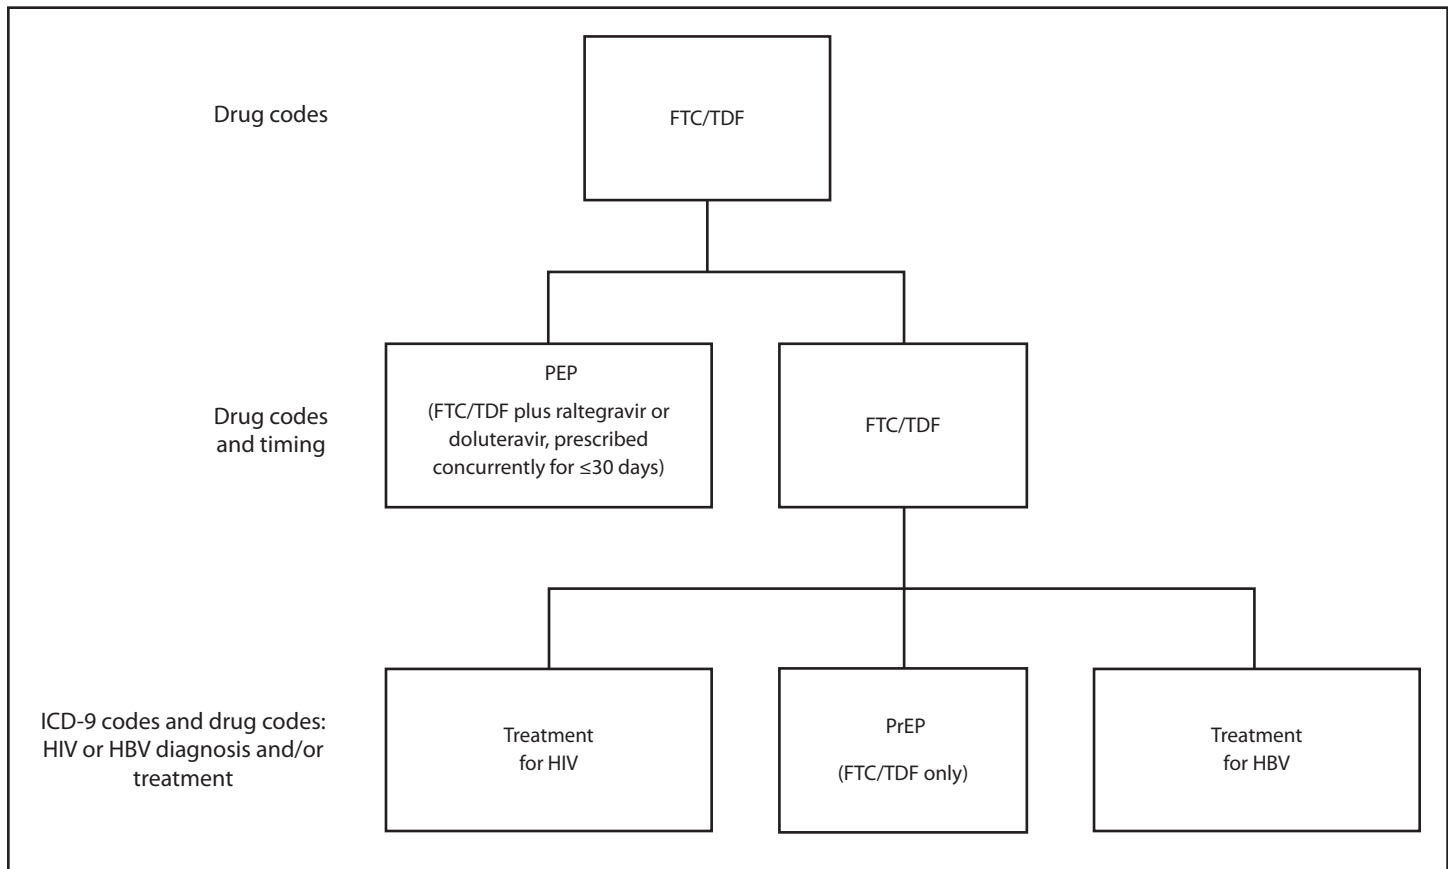 Drug codes
FTC/TDF
Drug codes
and timing
PEP
(FTC/TDF plus raltegravir or
doluteravir, prescribed
concurrently for ≤30 days)
FTC/TDF
ICD-9 codes and drug codes:
HIV or HBV diagnosis and/or
treatment
Treatment
for HIV
PrEP
(FTC/TDF only)
Treatment
for HBV